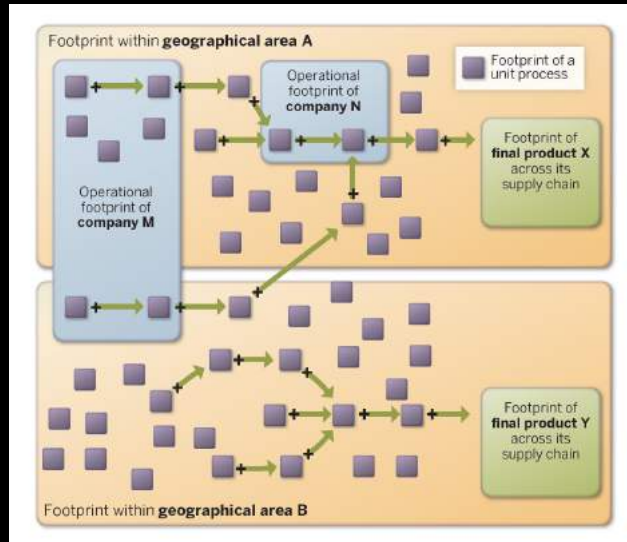 Footprint within geographical area A
Footprint of a
unit process
Operational
footprint of
company N
Footprint of
final product X
across its
supply chain
Operational
footprint of
company M
Footprint of
final product Y
across its
supply chain
Footprint within geographical area B